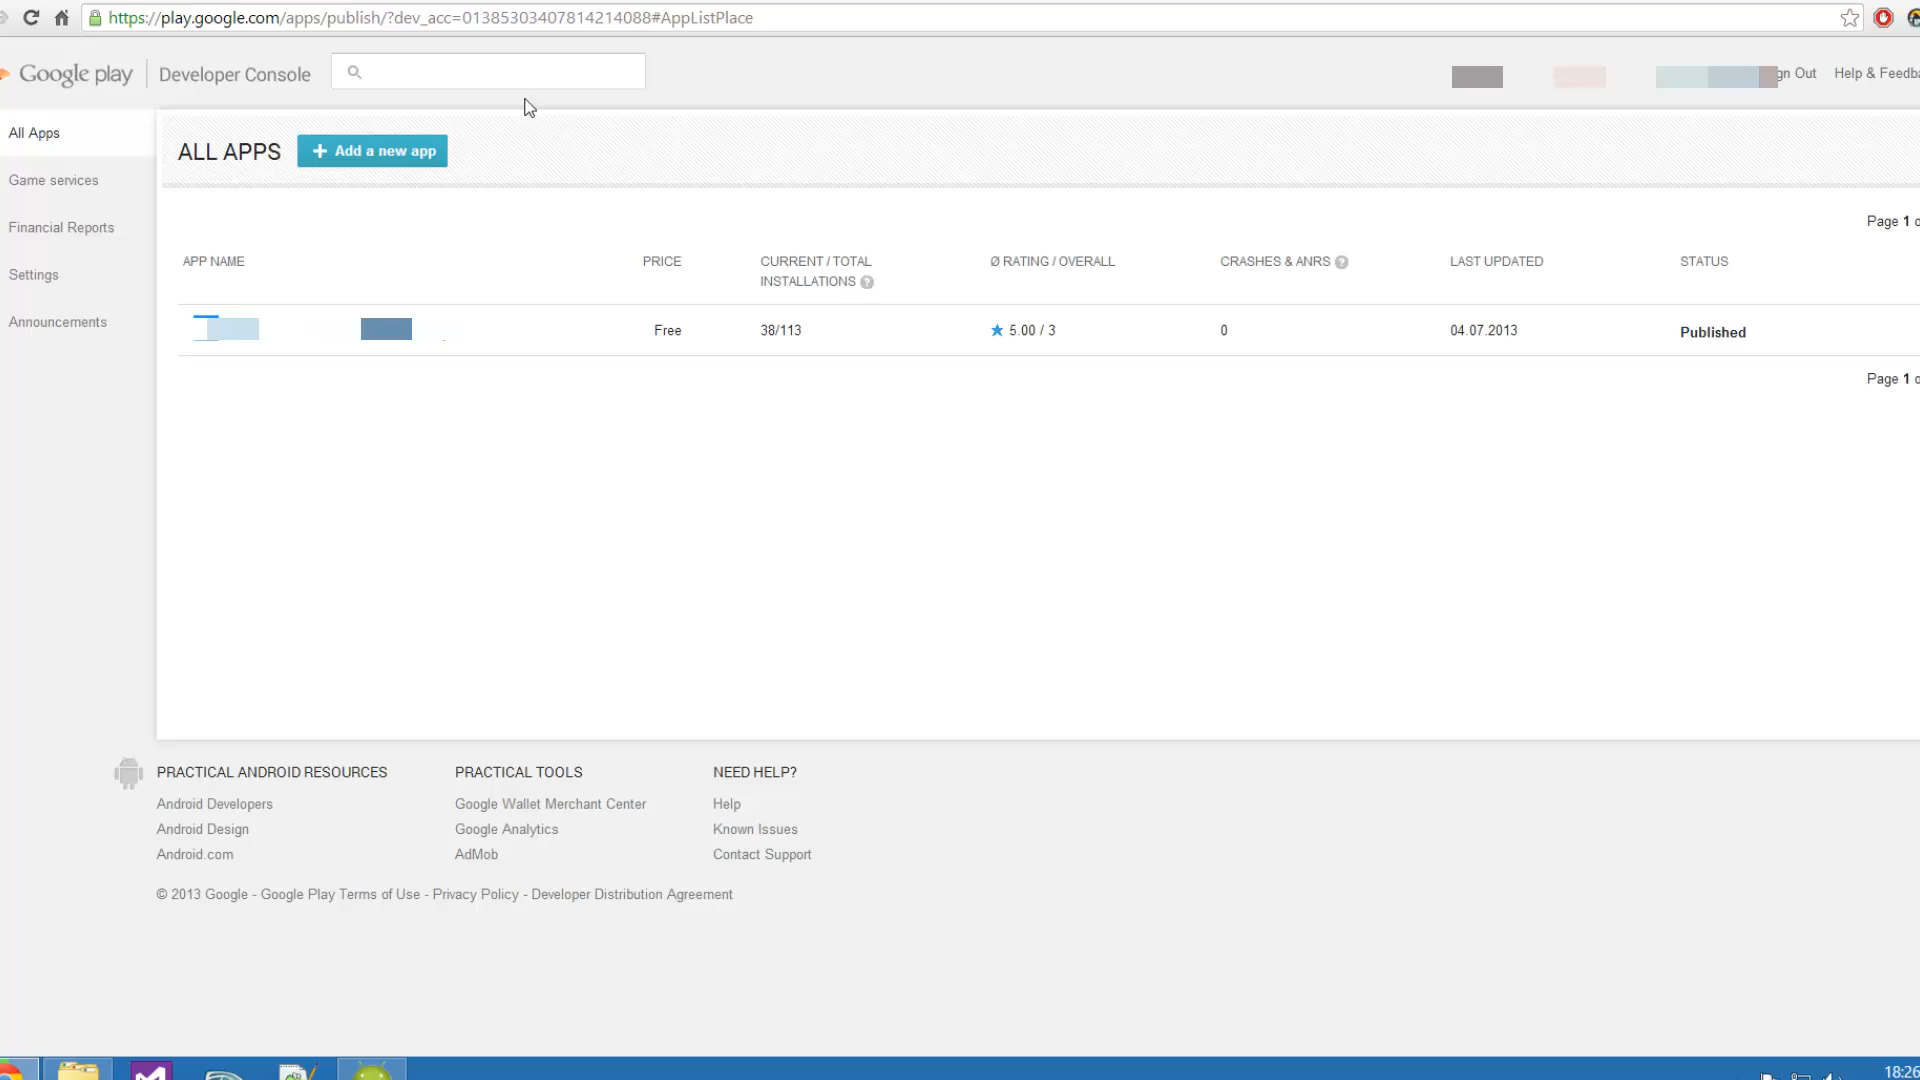 https://play.google.com/apps/publish/?dev_acc=01385303407814214088#AppListPlace
Google play Developer Console
gn Out Help & Feedba
All Apps
Game services
Financial Reports
Settings
Announcements
ALL APPS + Add a new app
Page 1 o
APP NAME PRICE CURRENT / TOTAL INSTALLATIONS ? Ø RATING / OVERALL CRASHES & ANRS ? LAST UPDATED STATUS
Free 38/113 ★ 5.00 / 3 0 04.07.2013 Published
Page 1 o
PRACTICAL ANDROID RESOURCES PRACTICAL TOOLS NEED HELP?
Android Developers Google Wallet Merchant Center Help
Android Design Google Analytics Known Issues
Android.com AdMob Contact Support
© 2013 Google - Google Play Terms of Use - Privacy Policy - Developer Distribution Agreement
18:26